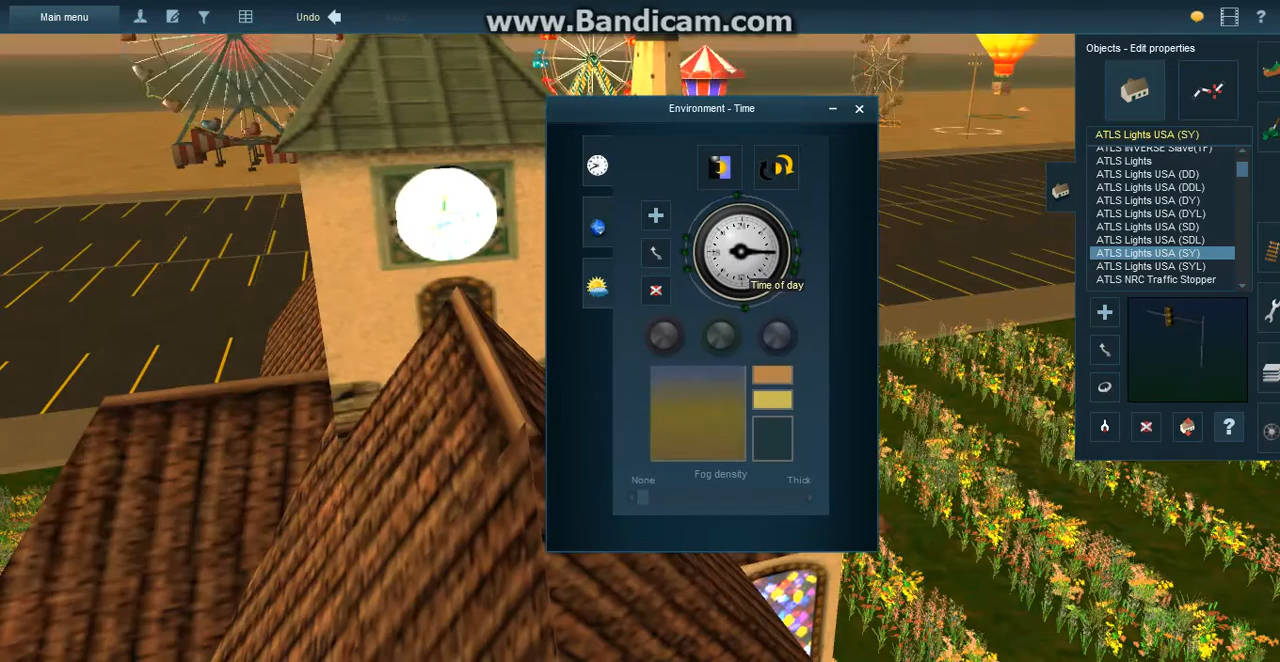 Main menu
Undo
www.Bandicam.com
Objects - Edit properties
ATLS Lights USA (SY)
ATLS INVERSE Slave(TF)
ATLS Lights
ATLS Lights USA (DD)
ATLS Lights USA (DDL)
ATLS Lights USA (DY)
ATLS Lights USA (DYL)
ATLS Lights USA (SD)
ATLS Lights USA (SDL)
ATLS Lights USA (SY)
ATLS Lights USA (SYL)
ATLS NRC Traffic Stopper
?
Environment - Time
Time of day
Fog density
None
Thick